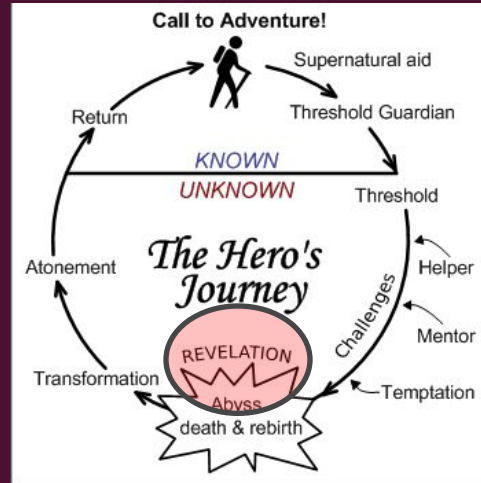 Call to Adventure!
Supernatural aid
Threshold Guardian
Return
KNOWN
UNKNOWN
Threshold
The Hero's
Journey
Atonement
Helper
Challenges
Mentor
REVELATION
Transformation
Temptation
Abyss
death & rebirth